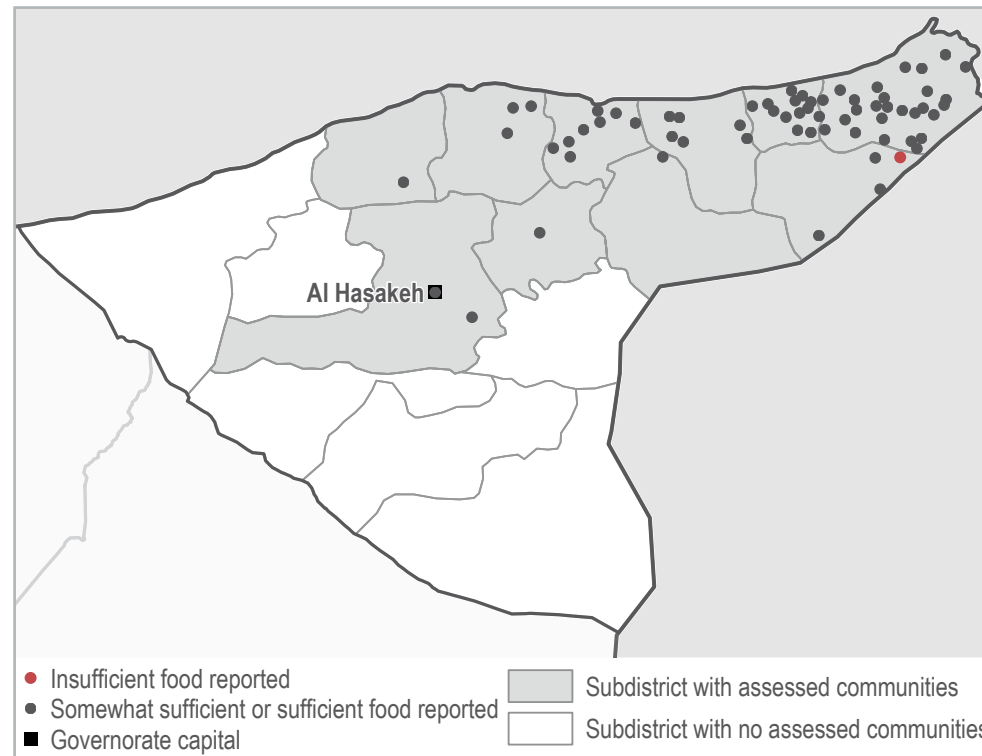 Al Hasakeh
Insufficient food reported
Somewhat sufficient or sufficient food reported
Governorate capital
Subdistrict with assessed communities
Subdistrict with no assessed communities